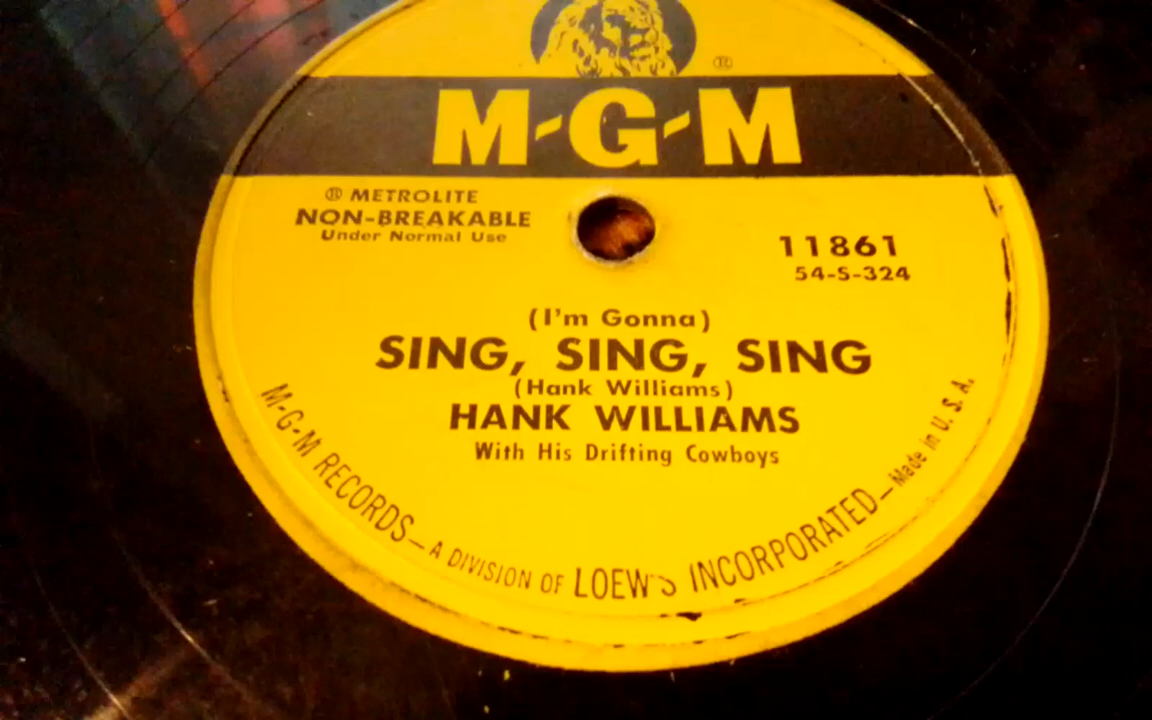 ®
M-G-M
® METROLITE
NON-BREAKABLE
Under Normal Use
11861
54-S-324
(I'm Gonna)
SING, SING, SING
(Hank Williams)
HANK WILLIAMS
With His Drifting Cowboys
M-G-M RECORDS—A DIVISION OF LOEW'S INCORPORATED—Made in U. S. A.